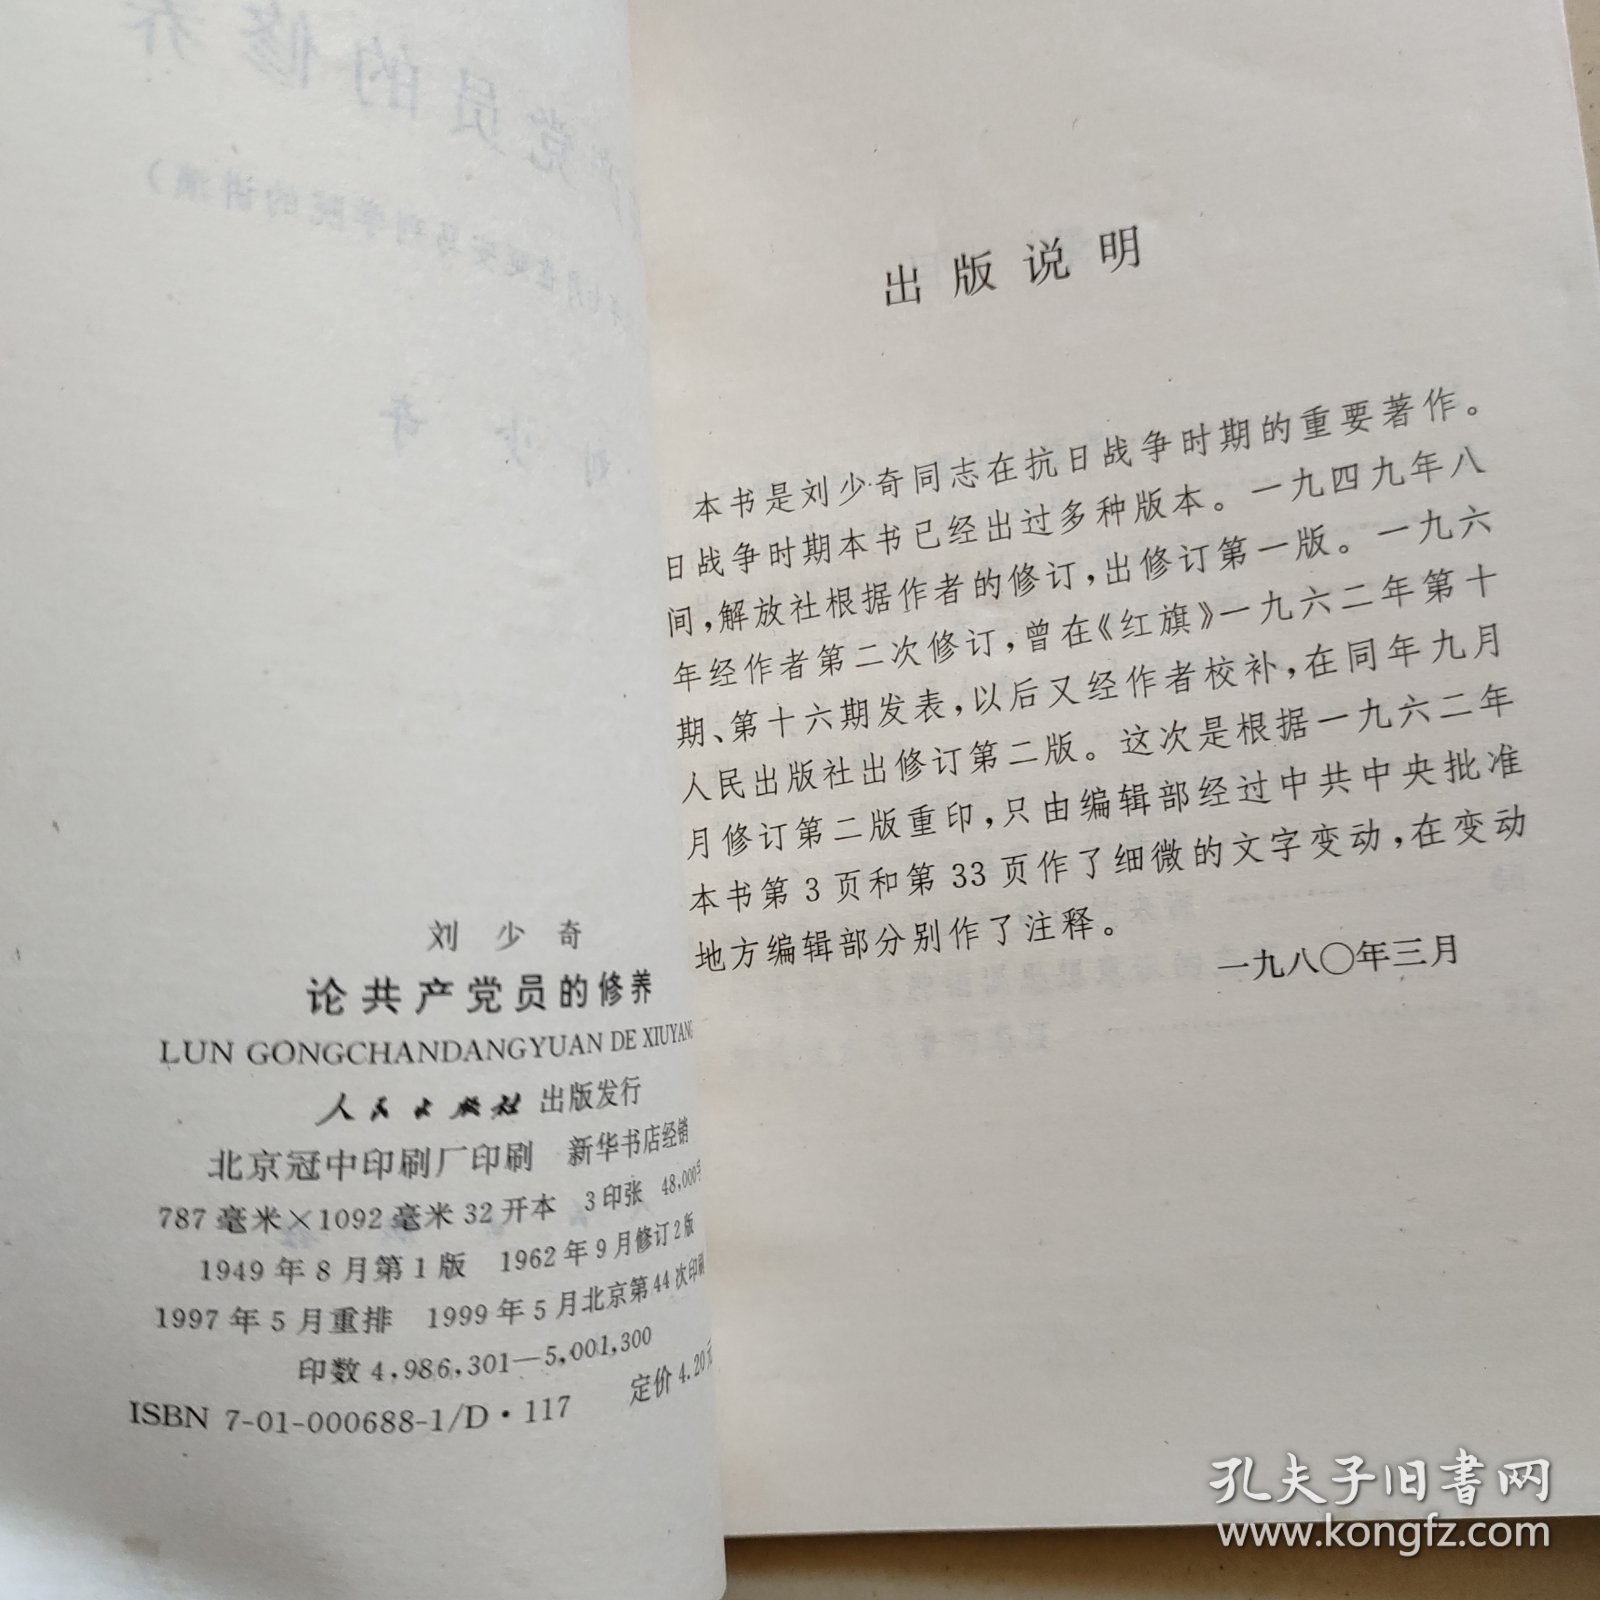 刘少奇
论共产党员的修养
LUN GONGCHANDANGYUAN DE XIUYANG
人民出版社 出版发行
北京冠中印刷厂印刷 新华书店经销
787毫米×1092毫米32开本 3印张 48,000字
1949年8月第1版 1962年9月修订2版
1997年5月重排 1999年5月北京第44次印刷
印数4,986,301—5,001,300
ISBN 7-01-000688-1/D·117 定价4.20元
出版说明
本书是刘少奇同志在抗日战争时期的重要著作。
日战争时期本书已经出过多种版本。一九四九年八
间,解放社根据作者的修订,出修订第一版。一九六
年经作者第二次修订,曾在《红旗》一九六二年第十
期、第十六期发表,以后又经作者校补,在同年九月
人民出版社出修订第二版。这次是根据一九六二年
月修订第二版重印,只由编辑部经过中共中央批准
本书第3页和第33页作了细微的文字变动,在变动
地方编辑部分别作了注释。
一九八〇年三月
孔夫子旧书网
www.kongfz.com